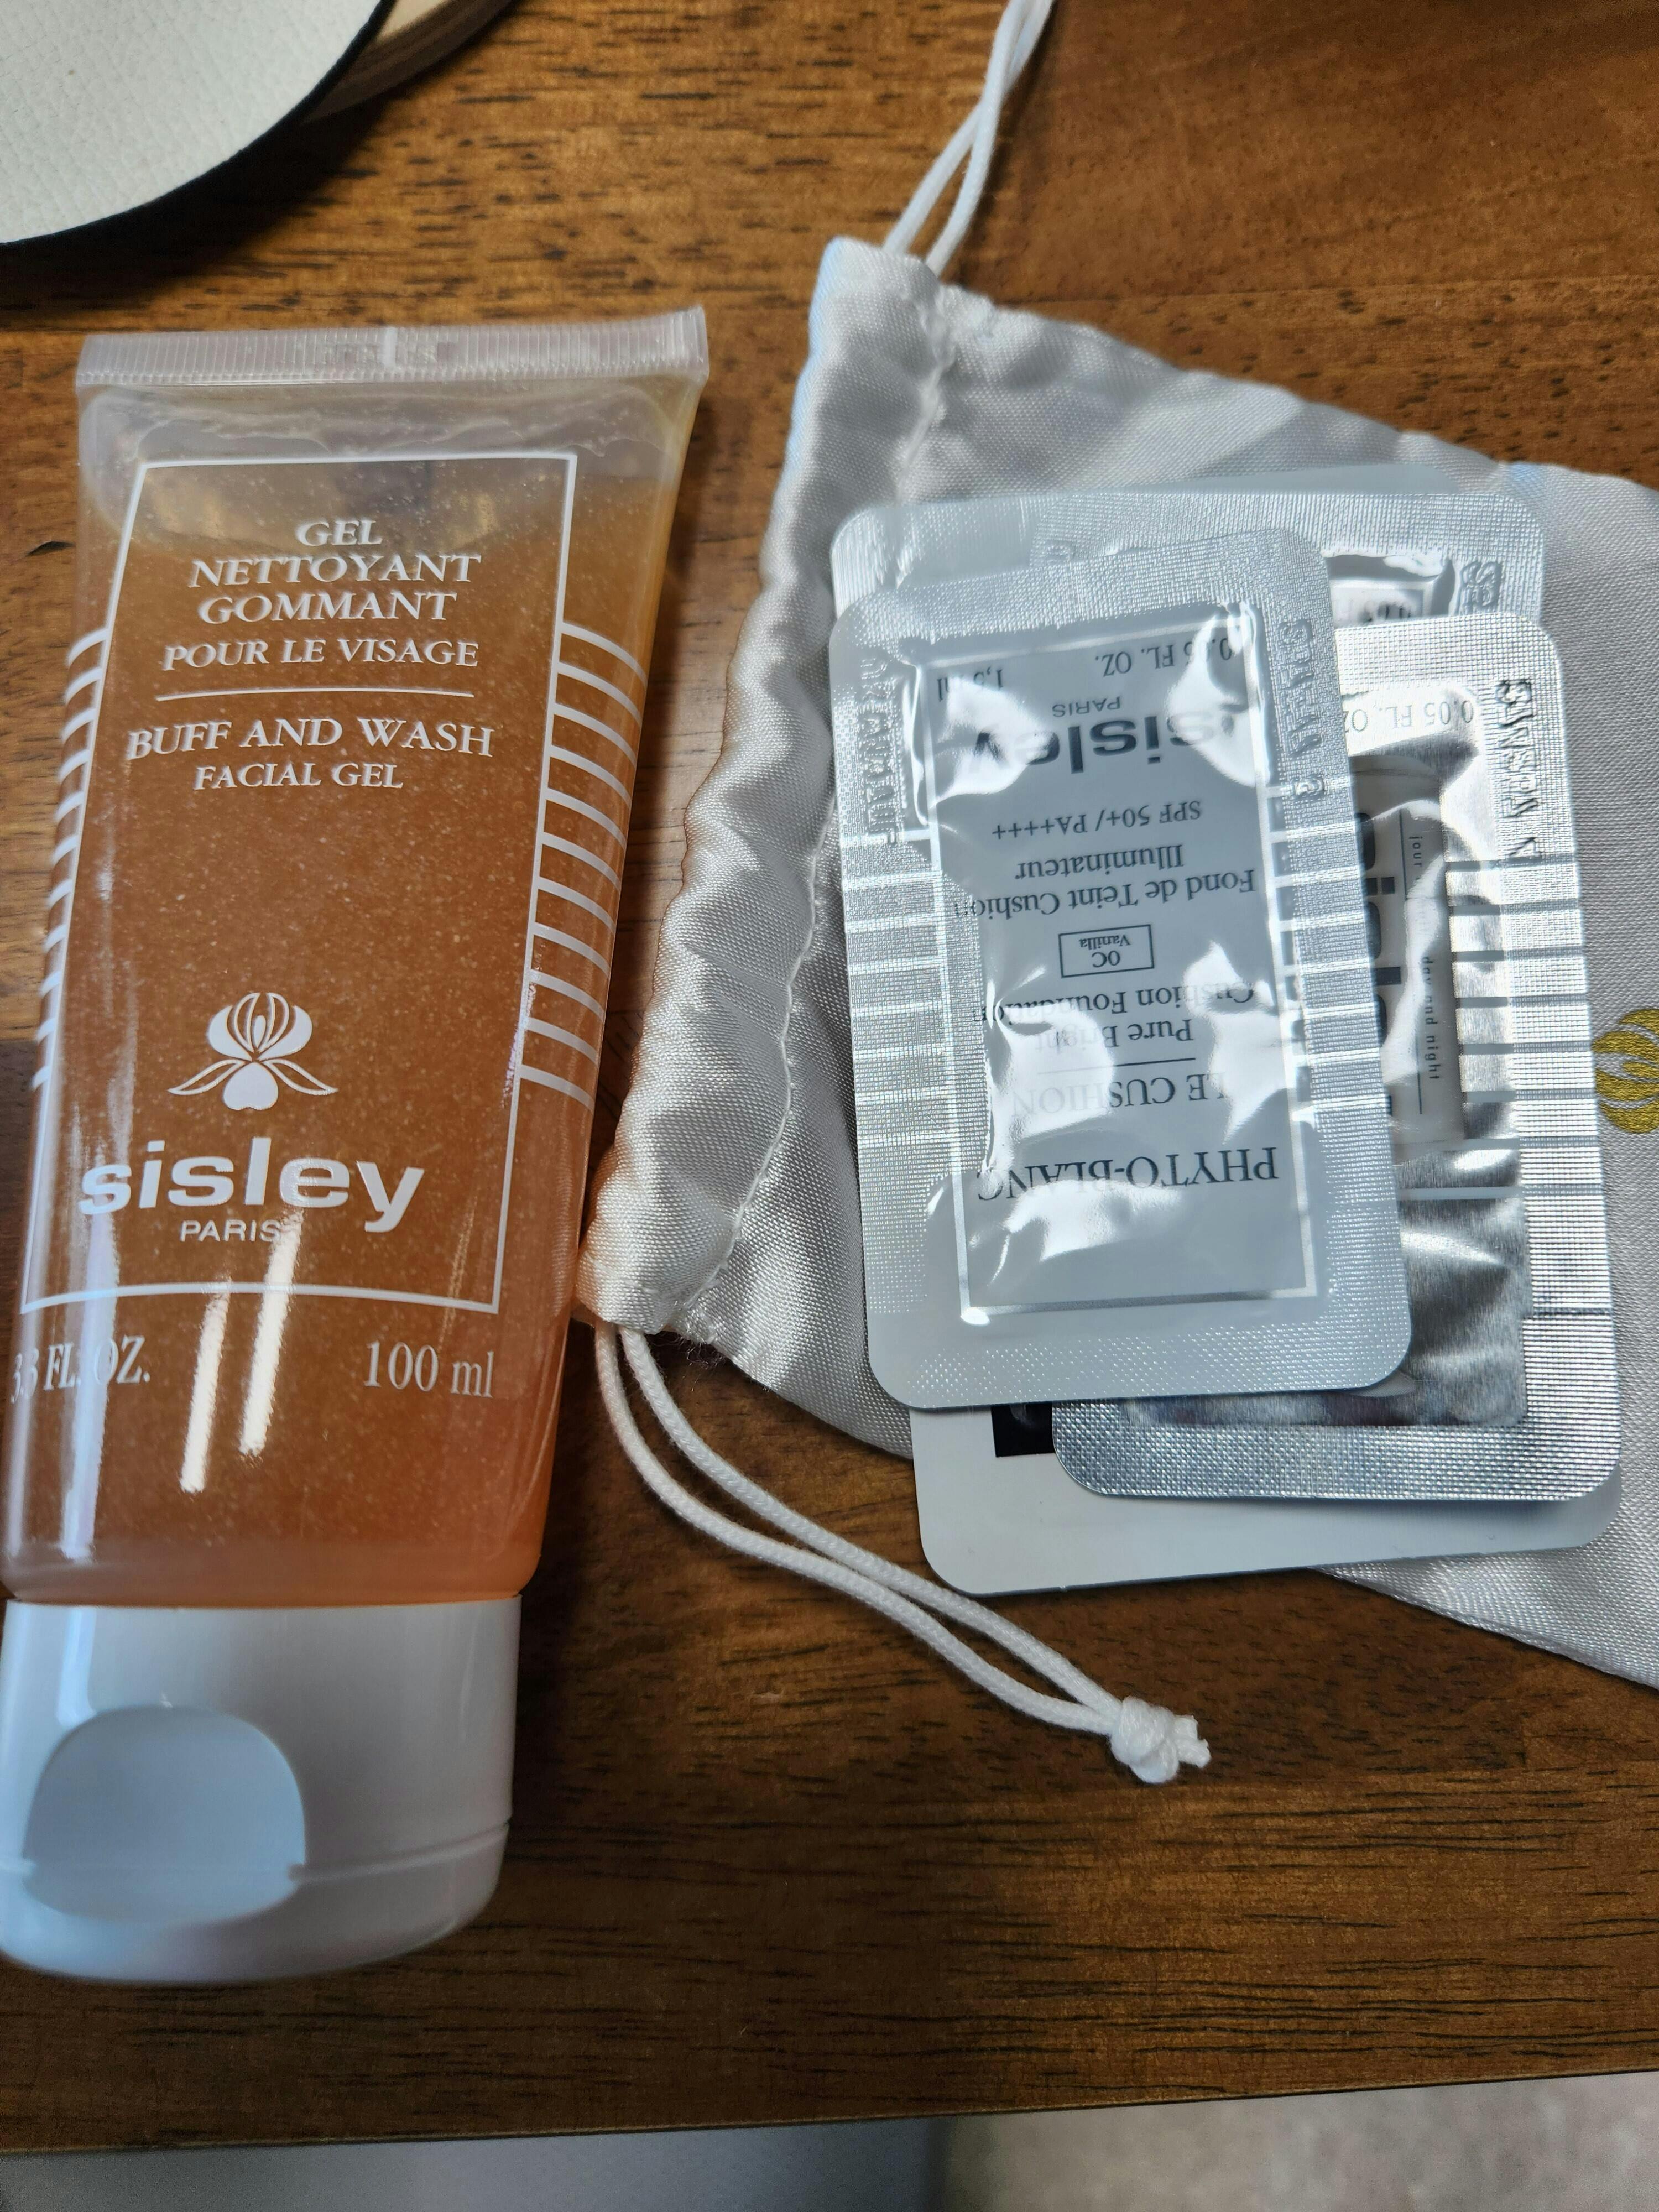 GEL
NETTOYANT
GOMMANT
POUR LE VISAGE
BUFF AND WASH
FACIAL GEL
sisley
PARIS
3.3 FL. OZ. 100 ml
PHYTO-BLANC
LE CUSHION
Pure Bright
Cushion Foundation
OC
Vanilla
Fond de Teint Cushion
Illuminateur
SPF 50+/ PA++++
sisley
PARIS
1,5 ml 0.05 FL. OZ.
0.05 FL. OZ
jour
day and night